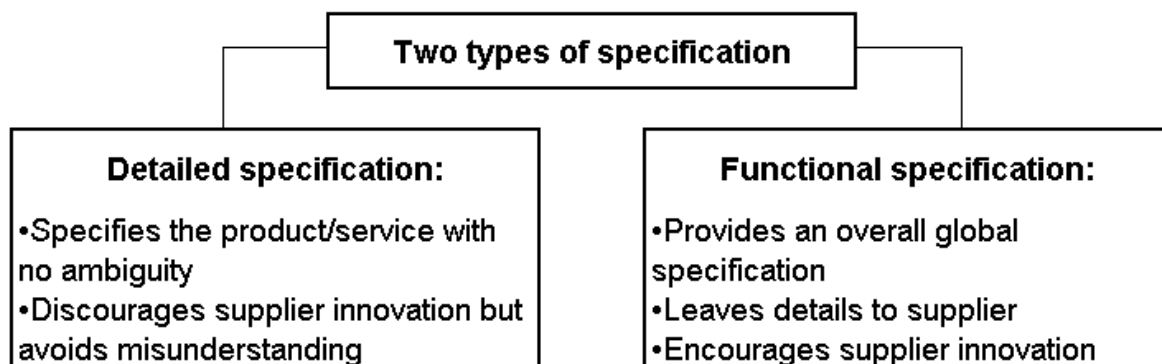 Two types of specification
Detailed specification:
•Specifies the product/service with
no ambiguity
•Discourages supplier innovation but
avoids misunderstanding
Functional specification:
•Provides an overall global
specification
•Leaves details to supplier
•Encourages supplier innovation